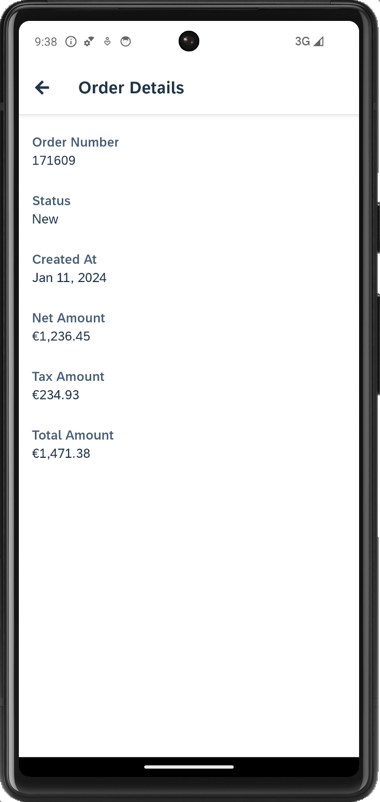 9:38
3G
Order Details
Order Number
171609
Status
New
Created At
Jan 11, 2024
Net Amount
€1,236.45
Tax Amount
€234.93
Total Amount
€1,471.38